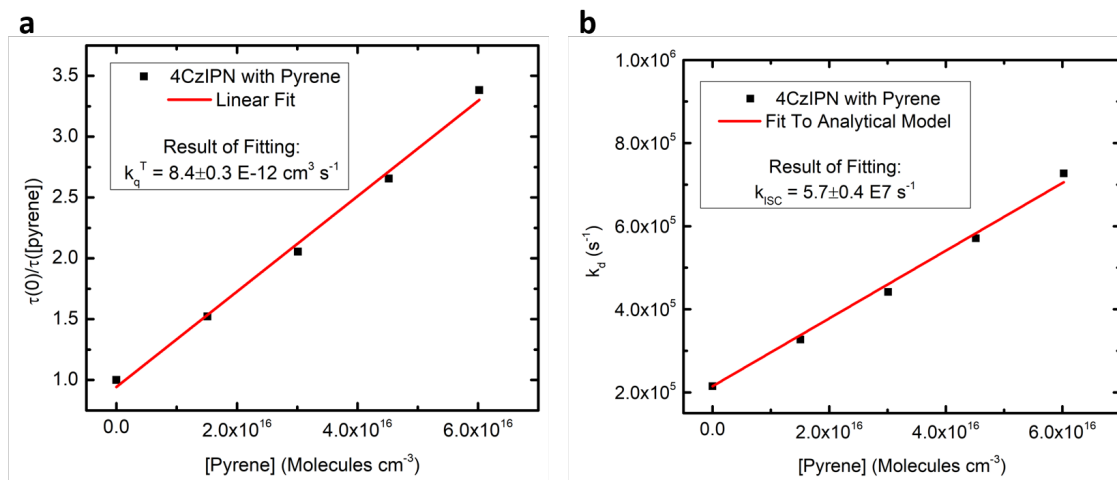 a
3.5
3.0
2.5
2.0
1.5
1.0
τ(0)/τ([pyrene])
4CzIPN with Pyrene
Linear Fit
Result of Fitting:
k_q^T = 8.4±0.3 E-12 cm³ s⁻¹
0.0
2.0x10¹⁶
4.0x10¹⁶
6.0x10¹⁶
[Pyrene] (Molecules cm⁻³)
b
1.0x10⁶
8.0x10⁵
6.0x10⁵
4.0x10⁵
2.0x10⁵
k_d (s⁻¹)
4CzIPN with Pyrene
Fit To Analytical Model
Result of Fitting:
k_ISC = 5.7±0.4 E7 s⁻¹
0.0
2.0x10¹⁶
4.0x10¹⁶
6.0x10¹⁶
[Pyrene] (Molecules cm⁻³)